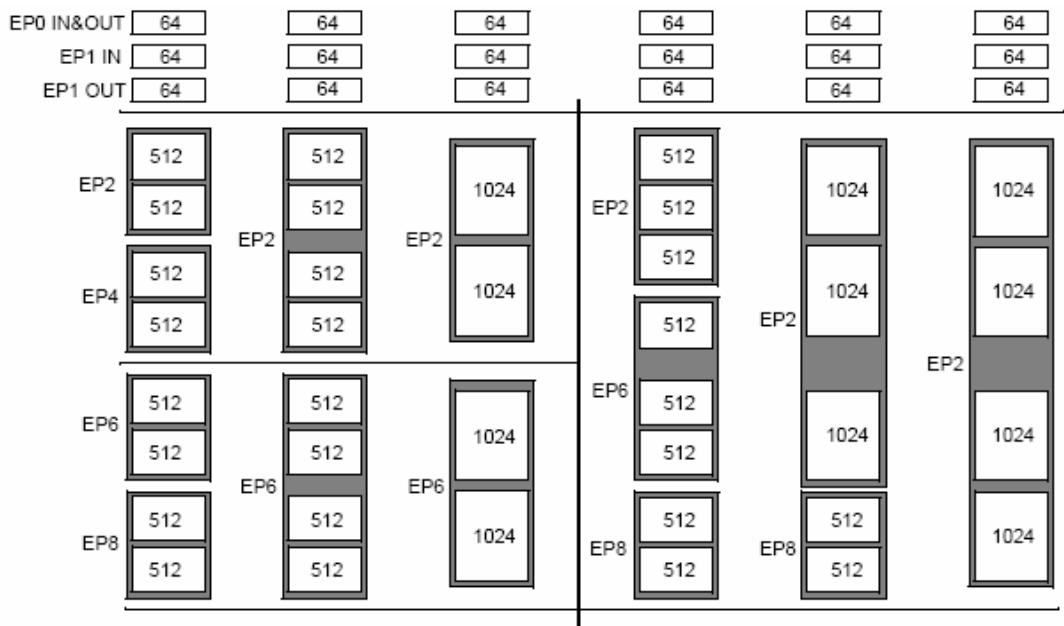 EP0 IN&OUT 64 64 64 64 64 64
EP1 IN 64 64 64 64 64 64
EP1 OUT 64 64 64 64 64 64
EP2 512 512
EP4 512 512
EP6 512 512
EP8 512 512
EP2 512 512 512 512
EP6 512 512 512 512
EP2 1024 1024
EP6 1024 1024
EP2 512 512 512
EP6 512 512 512
EP8 512 512
EP2 1024 1024 1024
EP8 512 512
EP2 1024 1024 1024 1024